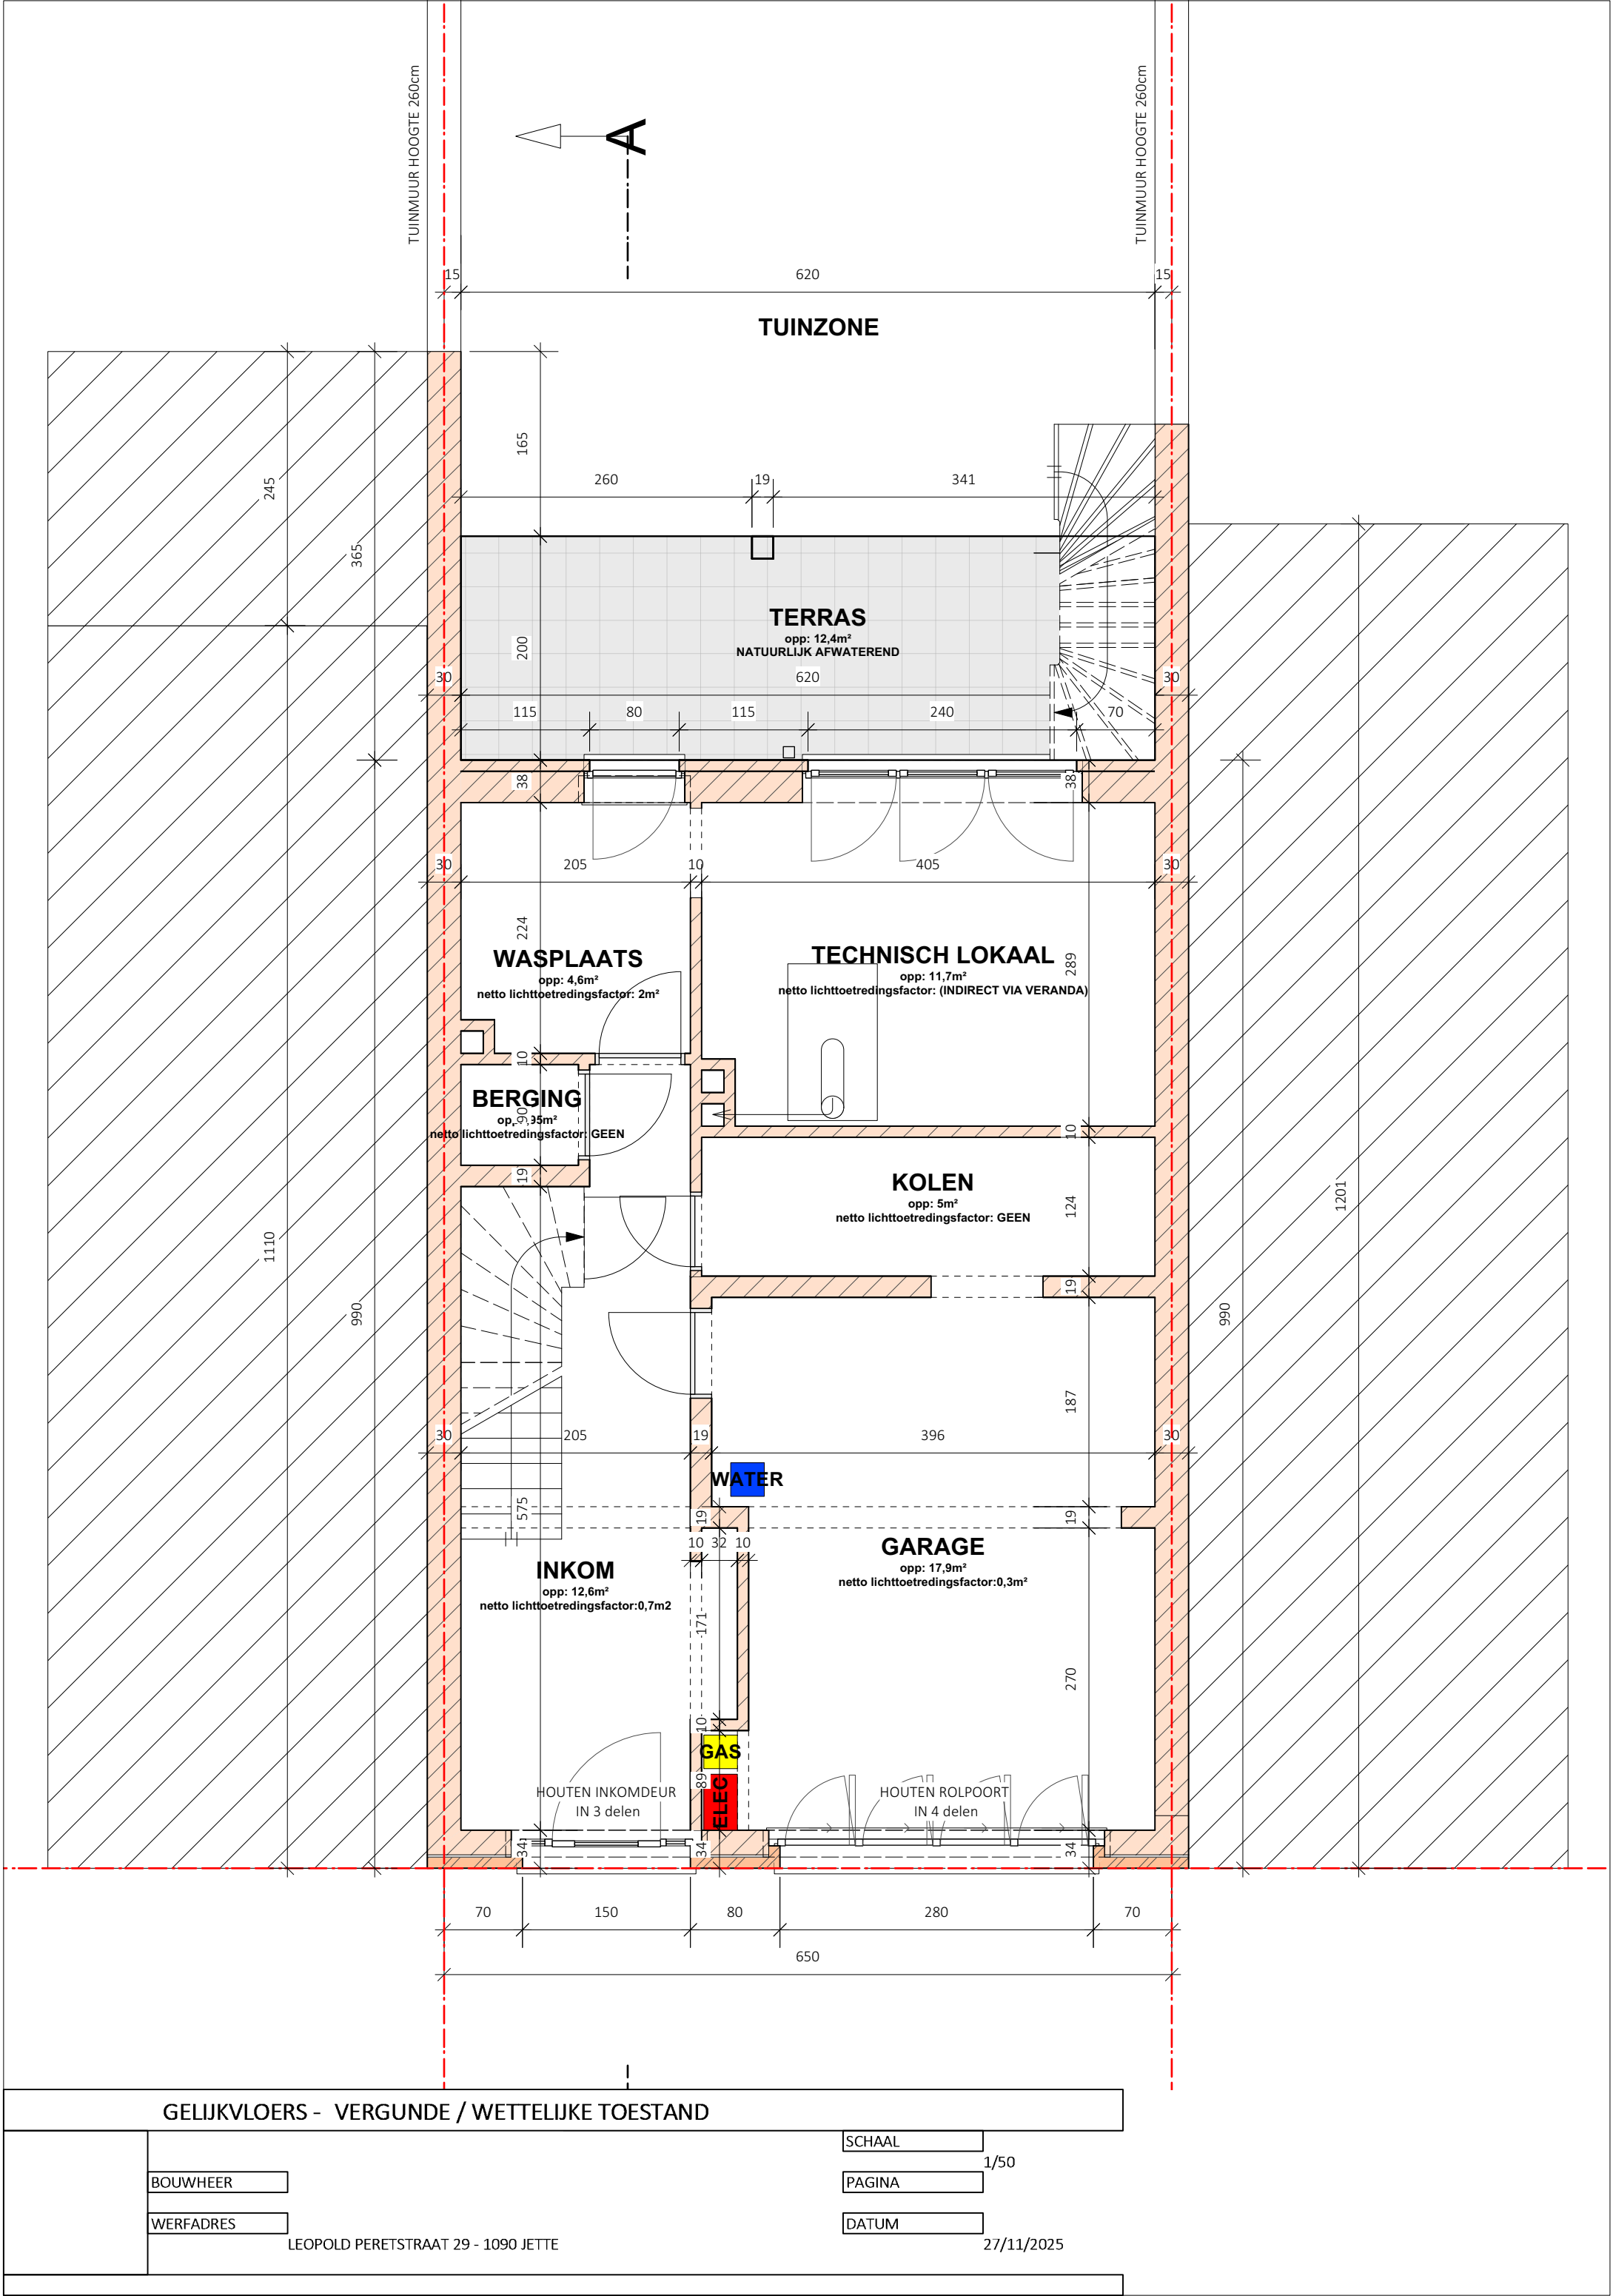 TUINMUUR HOOGTE 260cm
TUINMUUR HOOGTE 260cm
A
15
620
15
TUINZONE
165
245
365
260
19
341
TERRAS
opp: 12,4m²
NATUURLIJK AFWATEREND
200
30
620
30
115
80
115
240
70
38
38
30
205
10
405
30
224
WASPLAATS
opp: 4,6m²
netto lichttoetredingsfactor: 2m²
TECHNISCH LOKAAL
opp: 11,7m²
netto lichttoetredingsfactor: (INDIRECT VIA VERANDA)
289
10
BERGING
90
netto lichttoetredingsfactor: GEEN
10
19
KOLEN
opp: 5m²
netto lichttoetredingsfactor: GEEN
124
1201
1110
990
19
990
187
30
205
19
396
30
WATER
575
19
19
10
32
10
INKOM
opp: 12,6m²
netto lichttoetredingsfactor:0,7m2
GARAGE
opp: 17,9m²
netto lichttoetredingsfactor:0,3m²
171
270
10
GAS
89
ELEC
HOUTEN INKOMDEUR
IN 3 delen
HOUTEN ROLPOORT
IN 4 delen
34
34
34
70
150
80
280
70
650
GELIJKVLOERS - VERGUNDE / WETTELIJKE TOESTAND
SCHAAL
1/50
BOUWHEER
PAGINA
WERFADRES
DATUM
LEOPOLD PERETSTRAAT 29 - 1090 JETTE
27/11/2025